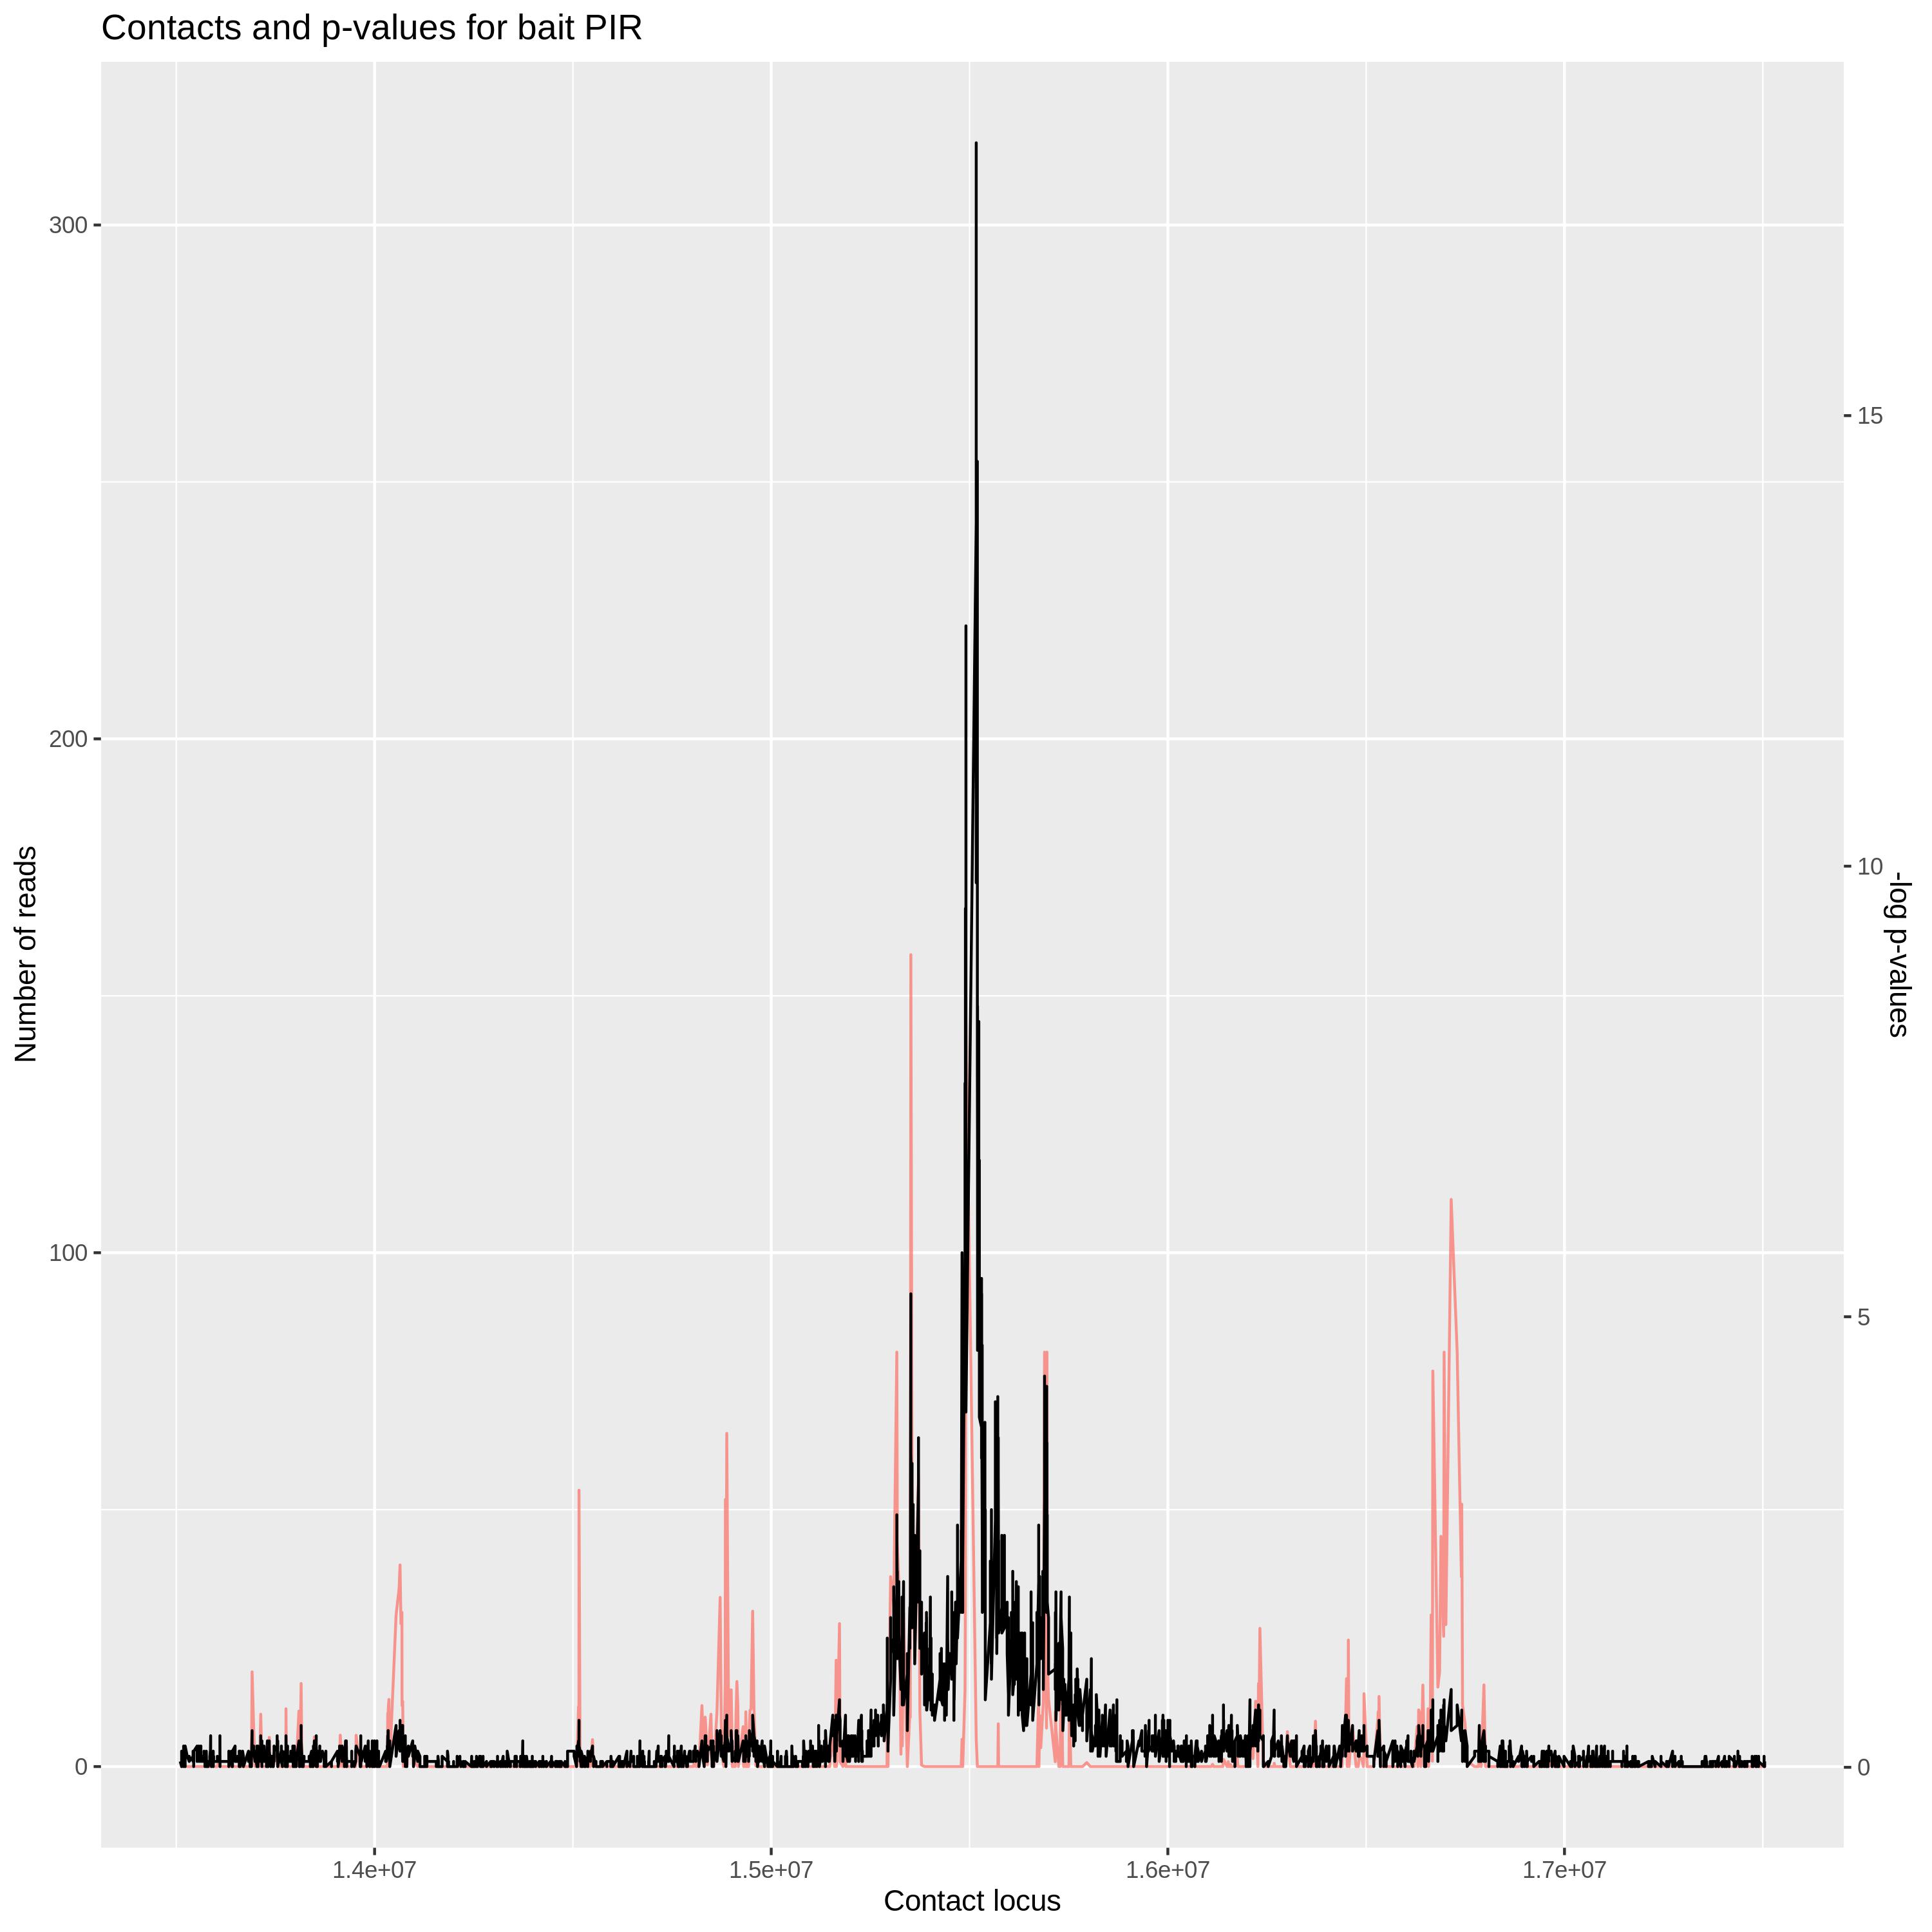 Contacts and p-values for bait PIR
300
200
100
0
Number of reads
15
10
5
0
-log p-values
1.4e+07
1.5e+07
1.6e+07
1.7e+07
Contact locus